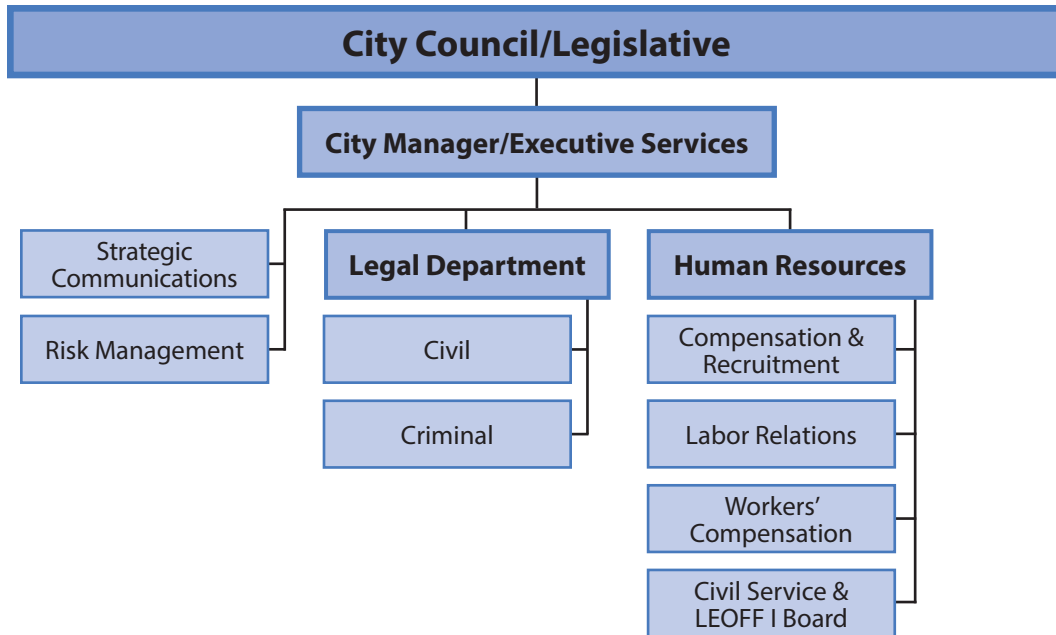 City Council/Legislative
City Manager/Executive Services
Strategic
Communications
Risk Management
Legal Department
Civil
Criminal
Human Resources
Compensation &
Recruitment
Labor Relations
Workers’
Compensation
Civil Service &
LEOFF I Board